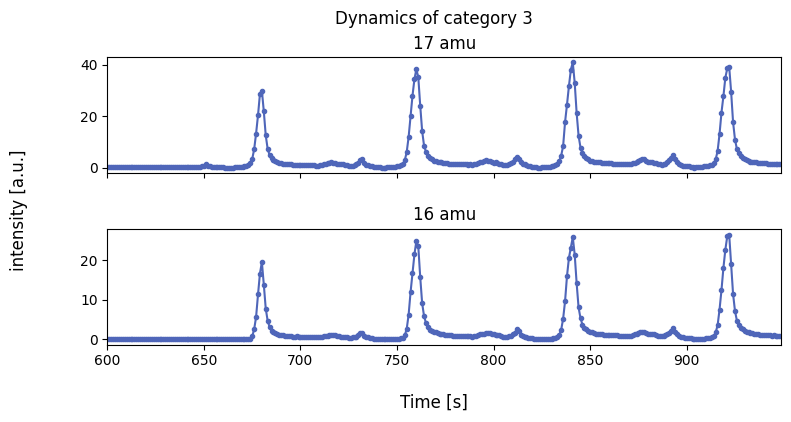 Dynamics of category 3
17 amu
40
20
0
intensity [a.u.]
16 amu
20
10
0
600 650 700 750 800 850 900
Time [s]